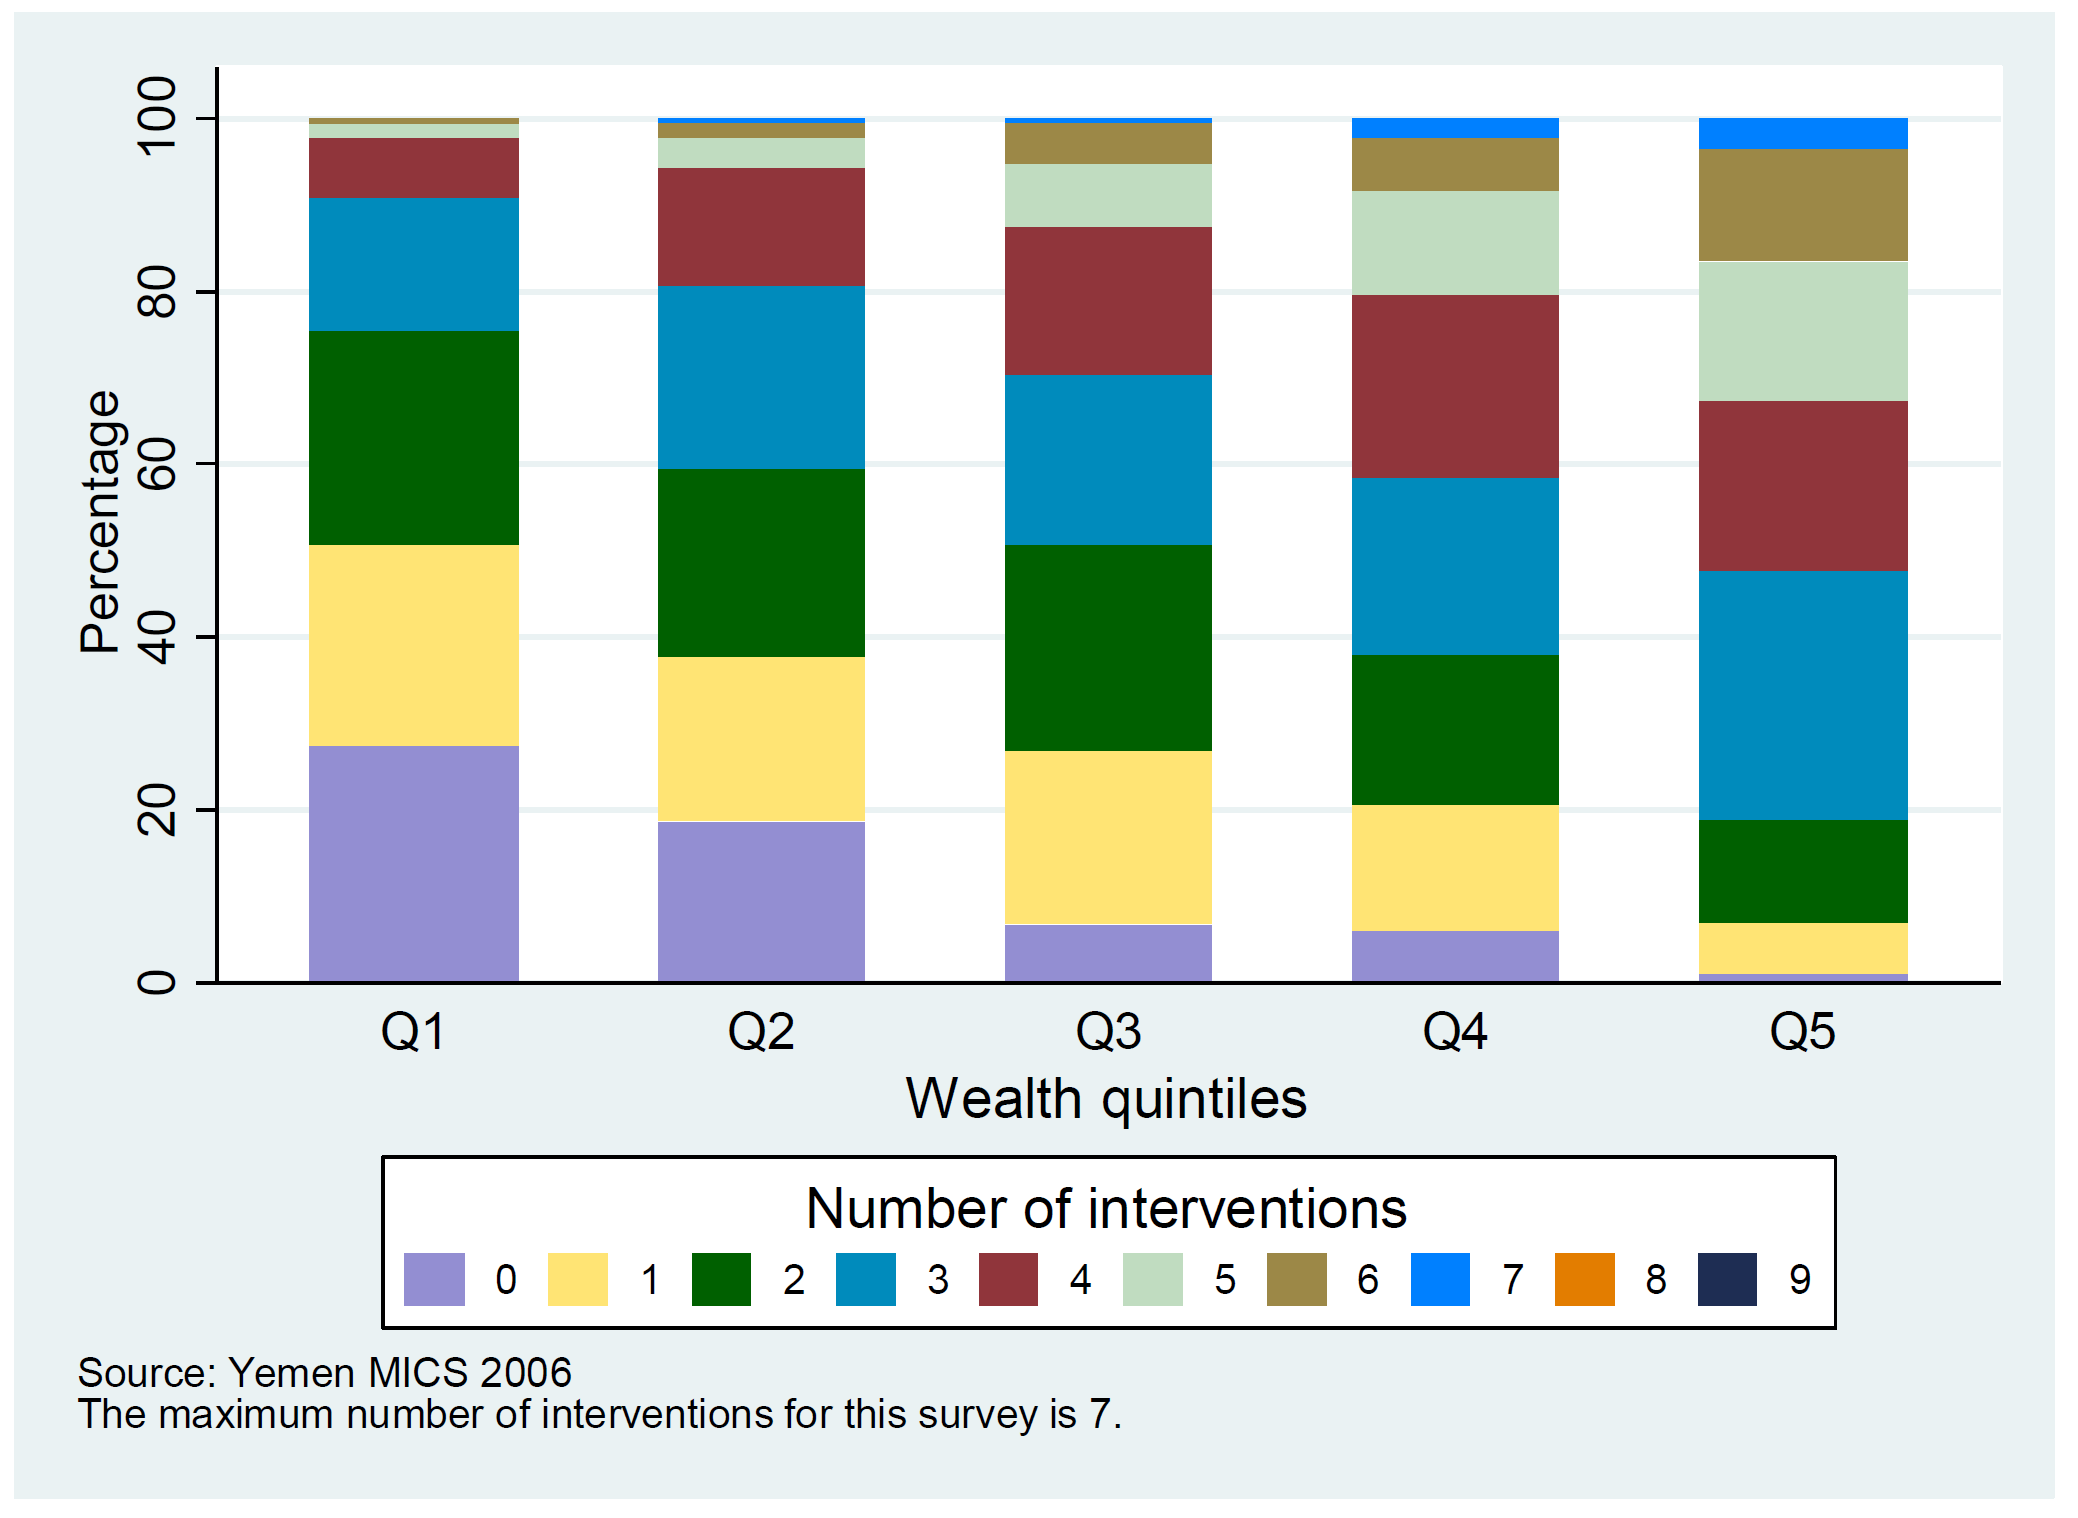 100
80
60
40
20
0
Percentage
Q1 Q2 Q3 Q4 Q5
Wealth quintiles
Number of interventions
0 1 2 3 4 5 6 7 8 9
Source: Yemen MICS 2006
The maximum number of interventions for this survey is 7.